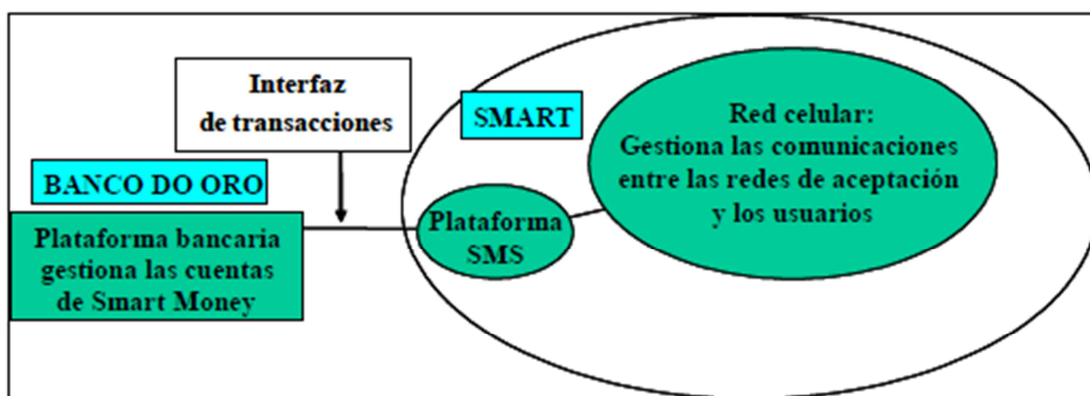 Interfaz
de transacciones
SMART
BANCO DO ORO
Plataforma bancaria
gestiona las cuentas
de Smart Money
Plataforma
SMS
Red celular:
Gestiona las comunicaciones
entre las redes de aceptación
y los usuarios